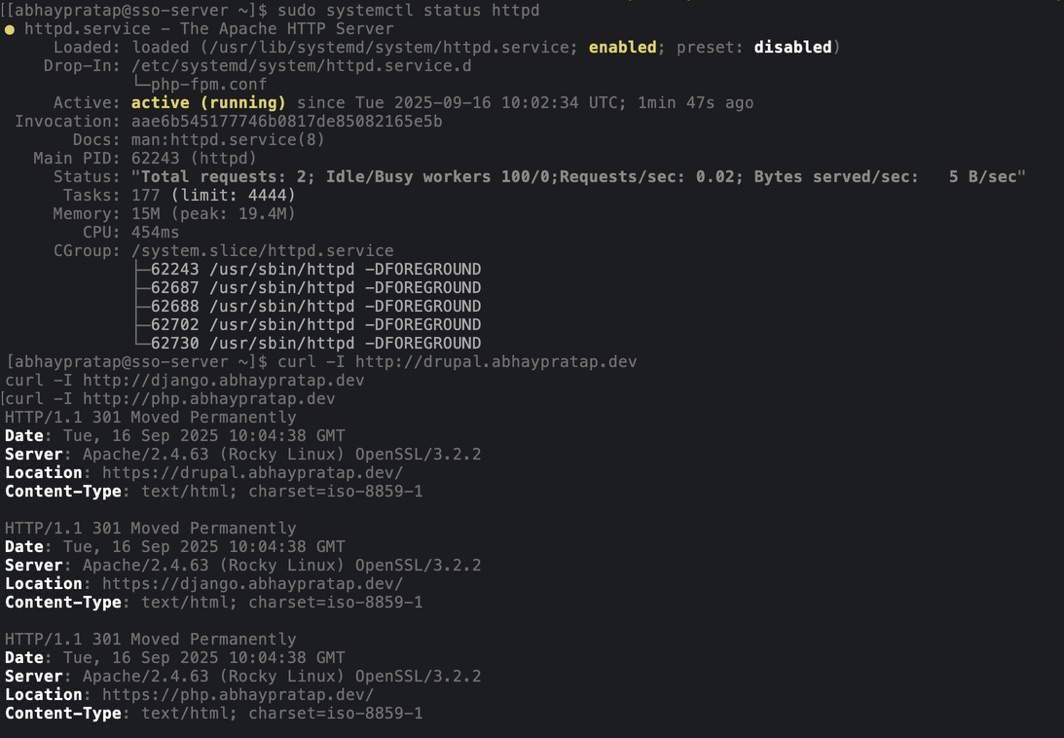 [[abhaypratap@sso-server ~]$ sudo systemctl status httpd
● httpd.service – The Apache HTTP Server
Loaded: loaded (/usr/lib/systemd/system/httpd.service; enabled; preset: disabled)
Drop-In: /etc/systemd/system/httpd.service.d
└─php-fpm.conf
Active: active (running) since Tue 2025-09-16 10:02:34 UTC; 1min 47s ago
Invocation: aae6b545177746b0817de85082165e5b
Docs: man:httpd.service(8)
Main PID: 62243 (httpd)
Status: "Total requests: 2; Idle/Busy workers 100/0;Requests/sec: 0.02; Bytes served/sec:   5 B/sec"
Tasks: 177 (limit: 4444)
Memory: 15M (peak: 19.4M)
CPU: 454ms
CGroup: /system.slice/httpd.service
├─62243 /usr/sbin/httpd -DFOREGROUND
├─62687 /usr/sbin/httpd -DFOREGROUND
├─62688 /usr/sbin/httpd -DFOREGROUND
├─62702 /usr/sbin/httpd -DFOREGROUND
└─62730 /usr/sbin/httpd -DFOREGROUND
[abhaypratap@sso-server ~]$ curl -I http://drupal.abhaypratap.dev
curl -I http://django.abhaypratap.dev
[curl -I http://php.abhaypratap.dev
HTTP/1.1 301 Moved Permanently
Date: Tue, 16 Sep 2025 10:04:38 GMT
Server: Apache/2.4.63 (Rocky Linux) OpenSSL/3.2.2
Location: https://drupal.abhaypratap.dev/
Content-Type: text/html; charset=iso-8859-1

HTTP/1.1 301 Moved Permanently
Date: Tue, 16 Sep 2025 10:04:38 GMT
Server: Apache/2.4.63 (Rocky Linux) OpenSSL/3.2.2
Location: https://django.abhaypratap.dev/
Content-Type: text/html; charset=iso-8859-1

HTTP/1.1 301 Moved Permanently
Date: Tue, 16 Sep 2025 10:04:38 GMT
Server: Apache/2.4.63 (Rocky Linux) OpenSSL/3.2.2
Location: https://php.abhaypratap.dev/
Content-Type: text/html; charset=iso-8859-1